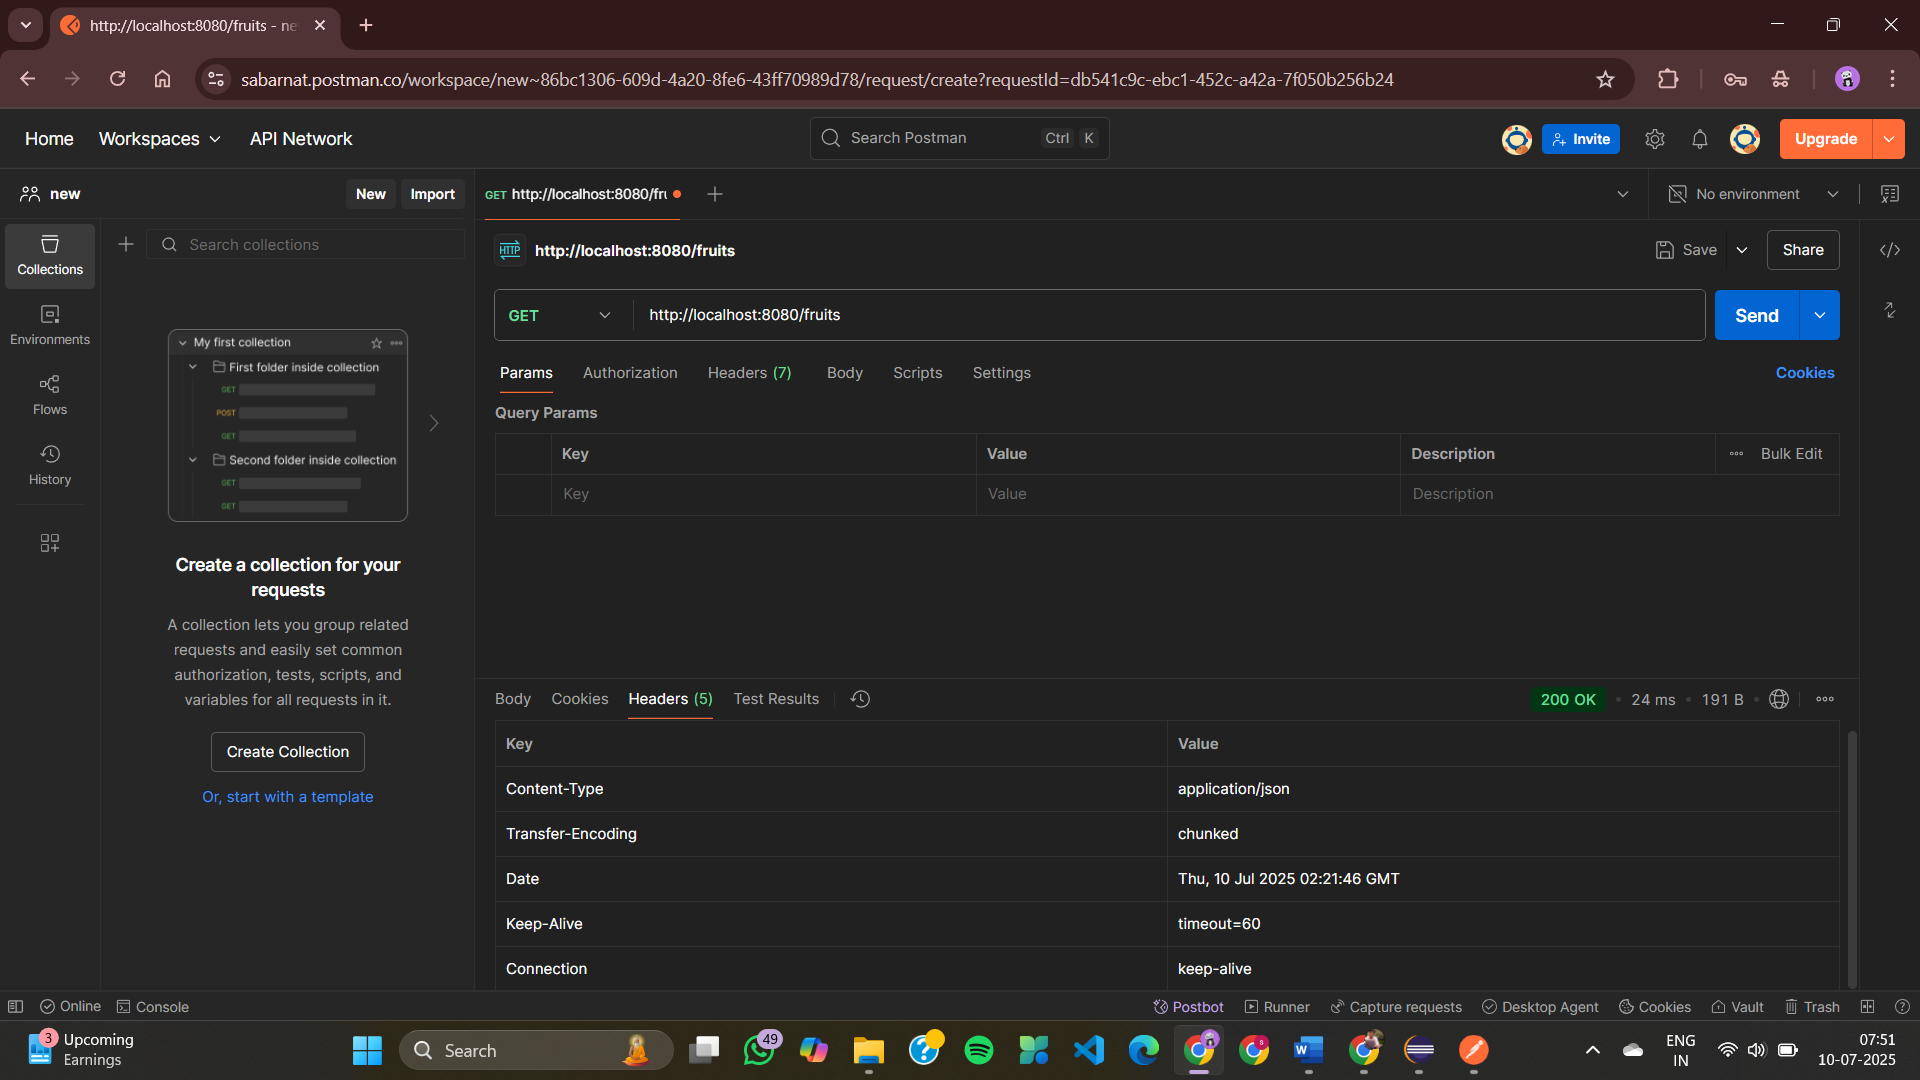 http://localhost:8080/fruits - ne
sabarnat.postman.co/workspace/new~86bc1306-609d-4a20-8fe6-43ff70989d78/request/create?requestId=db541c9c-ebc1-452c-a42a-7f050b256b24
Home Workspaces API Network
Search Postman Ctrl K
Invite Upgrade
new New Import
GET http://localhost:8080/fru
No environment
Collections
Environments
Flows
History
Search collections
My first collection
First folder inside collection
GET
POST
GET
Second folder inside collection
GET
GET
Create a collection for your
requests
A collection lets you group related
requests and easily set common
authorization, tests, scripts, and
variables for all requests in it.
Create Collection
Or, start with a template
HTTP http://localhost:8080/fruits
Save Share
GET http://localhost:8080/fruits Send
Params Authorization Headers (7) Body Scripts Settings Cookies
Query Params
Key Value Description Bulk Edit
Key Value Description
Body Cookies Headers (5) Test Results
200 OK • 24 ms • 191 B •
Key Value
Content-Type application/json
Transfer-Encoding chunked
Date Thu, 10 Jul 2025 02:21:46 GMT
Keep-Alive timeout=60
Connection keep-alive
Online Console
Postbot Runner Capture requests Desktop Agent Cookies Vault Trash
3 Upcoming
Earnings
Search
49
ENG
IN
07:51
10-07-2025